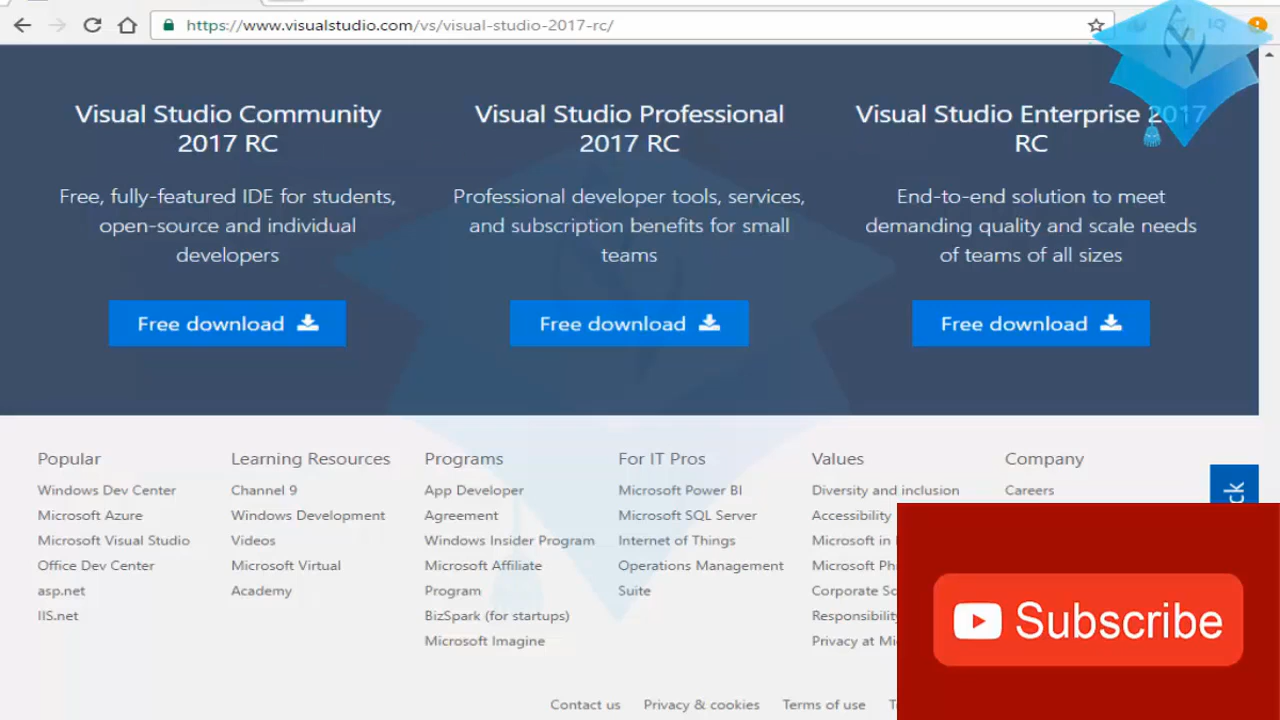 https://www.visualstudio.com/vs/visual-studio-2017-rc/
Visual Studio Community
2017 RC
Free, fully-featured IDE for students,
open-source and individual
developers
Free download
Visual Studio Professional
2017 RC
Professional developer tools, services,
and subscription benefits for small
teams
Free download
Visual Studio Enterprise 2017
RC
End-to-end solution to meet
demanding quality and scale needs
of teams of all sizes
Free download
Popular
Windows Dev Center
Microsoft Azure
Microsoft Visual Studio
Office Dev Center
asp.net
IIS.net
Learning Resources
Channel 9
Windows Development
Videos
Microsoft Virtual
Academy
Programs
App Developer
Agreement
Windows Insider Program
Microsoft Affiliate
Program
BizSpark (for startups)
Microsoft Imagine
For IT Pros
Microsoft Power BI
Microsoft SQL Server
Internet of Things
Operations Management
Suite
Values
Diversity and inclusion
Accessibility
Microsoft in
Microsoft
Corporate
Responsibility
Privacy at
Company
Careers
Subscribe
Contact us
Privacy & cookies
Terms of use